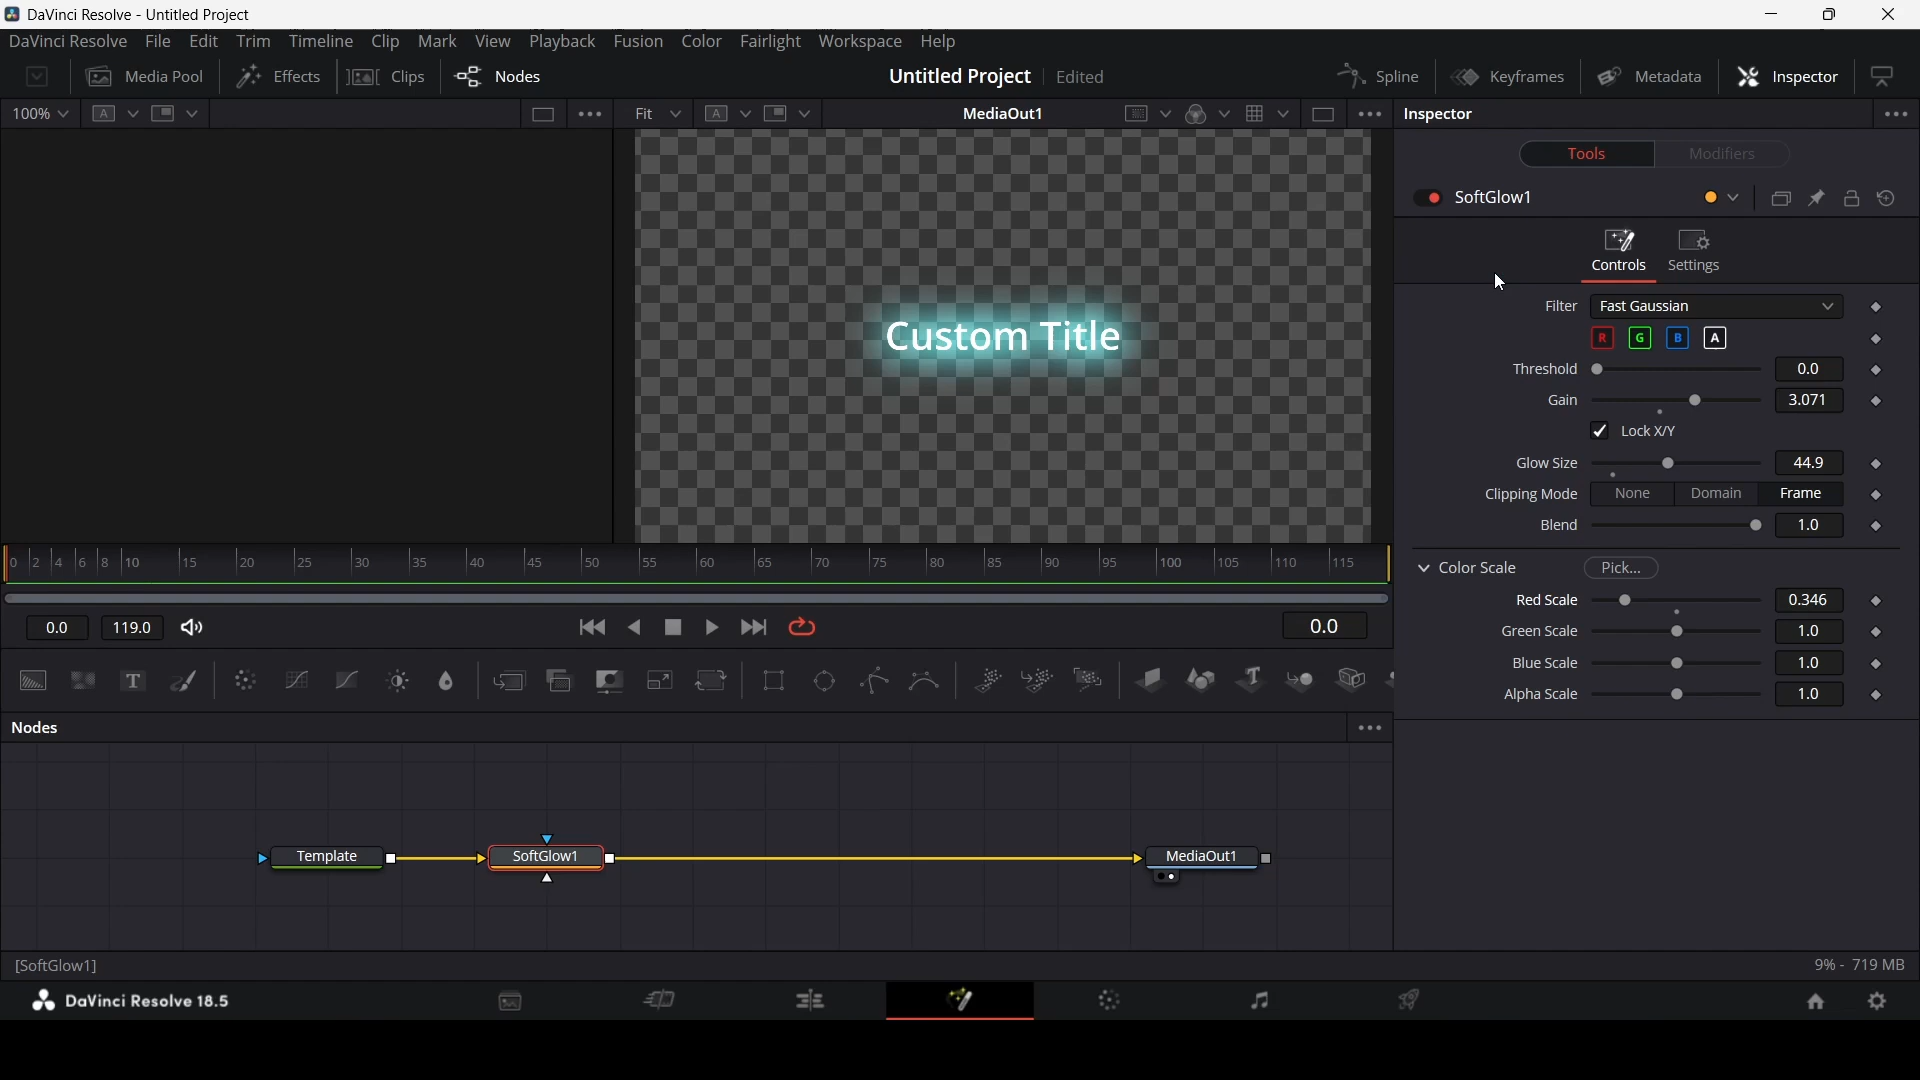 DaVinci Resolve - Untitled Project
DaVinci Resolve File Edit Trim Timeline Clip Mark View Playback Fusion Color Fairlight Workspace Help
Media Pool Effects Clips Nodes Untitled Project Edited Spline Keyframes Metadata Inspector
100% A Fit A MediaOut1 Inspector
Tools Modifiers
SoftGlow1
Controls Settings
Filter Fast Gaussian
R G B A
Threshold 0.0
Gain 3.071
Lock X/Y
Glow Size 44.9
Clipping Mode None Domain Frame
Blend 1.0
Color Scale Pick...
Red Scale 0.346
Green Scale 1.0
Blue Scale 1.0
Alpha Scale 1.0
Custom Title
0 2 4 6 8 10 15 20 25 30 35 40 45 50 55 60 65 70 75 80 85 90 95 100 105 110 115
0.0 119.0 0.0
T T
Nodes
Template SoftGlow1 MediaOut1
[SoftGlow1] 9% - 719 MB
DaVinci Resolve 18.5